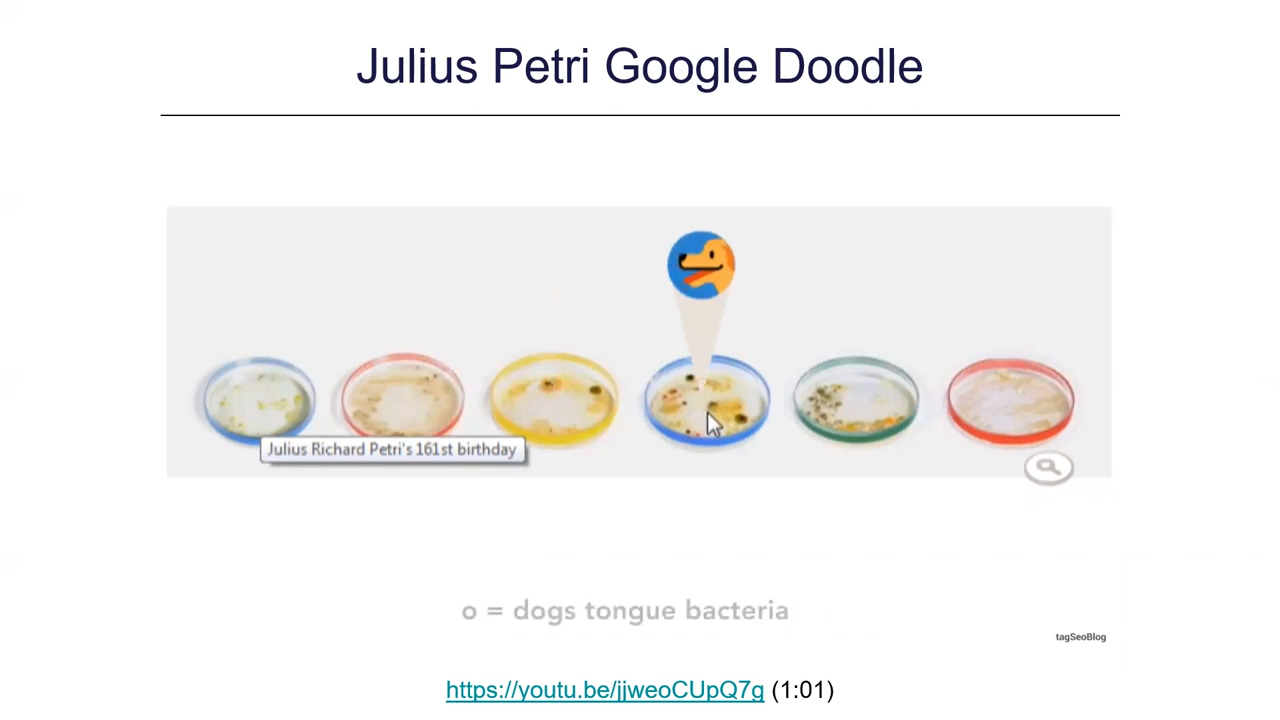 Julius Petri Google Doodle
Julius Richard Petri's 161st birthday
o = dogs tongue bacteria
tagSeoBlog
https://youtu.be/jjweoCUpQ7g (1:01)